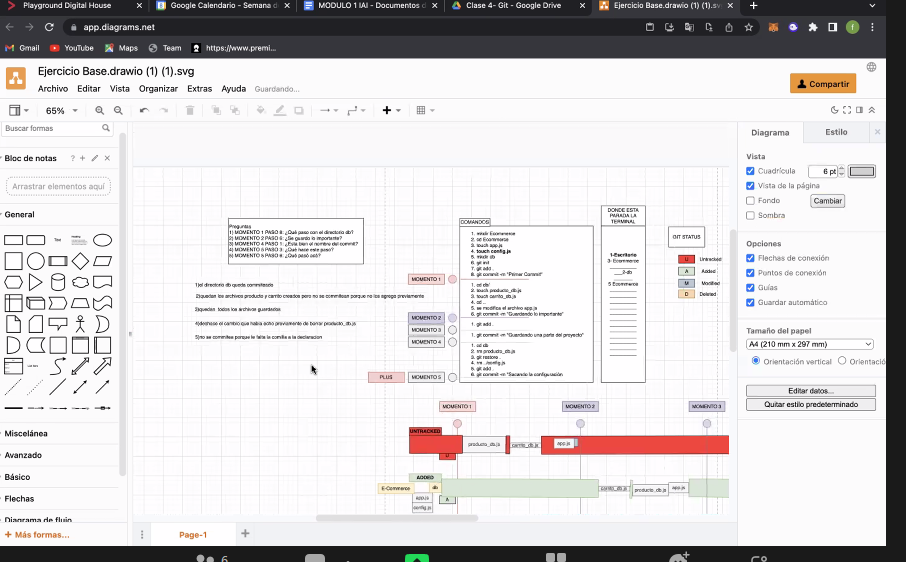 Playground Digital House
Google Calendario - Semana d
MODULO 1 IAI - Documentos d
Clase 4- Git - Google Drive
Ejercicio Base.drawio (1) (1).sv
app.diagrams.net
f
Gmail
YouTube
Maps
Team
https://www.premi...
Ejercicio Base.drawio (1) (1).svg
Archivo
Editar
Vista
Organizar
Extras
Ayuda
Guardando...
Compartir
65%
Buscar formas
Bloc de notas
?
Arrastrar elementos aquí
General
Text
Miscelánea
Avanzado
Básico
Flechas
Diagrama de flujo
+ Más formas...
Preguntas
1) MOMENTO 1 PASO 8: ¿Qué paso con el directorio db?
2) MOMENTO 2 PASO 6: ¿Se guardo lo importante?
3) MOMENTO 4 PASO 1: ¿Está bien el nombre del commit?
4) MOMENTO 5 PASO 3: ¿Qué hace este paso?
5) MOMENTO 5 PASO 6: ¿Qué pasó acá?
1)el directorio db queda commiteado
2)quedan los archivos producto y carrito creados pero no se commitean porque no los agrega previamente
3)quedan todos los archivos guardados
4)deshace el cambio que había echo previamente de borrar producto_db.js
5)no se commitea porque le falta la comilla a la declaracion
COMANDOS
1. mkdir Ecommerce
2. cd Ecommerce
3. touch app.js
4. touch config.js
5. mkdir db
6. git init
7. git add .
8. git commit -m "Primer Commit"
1. cd db/
2. touch producto_db.js
3. touch carrito_db.js
4. cd ..
5. se modifica el archivo app.js
6. git commit -m "Guardando lo importante"
1. git add .
1. git commit -m "Guardando una parte del proyecto"
1. cd db
2. rm producto_db.js
3. git restore .
4. rm ../config.js
5. git add .
6. git commit -m "Sacando la configuración
MOMENTO 1
MOMENTO 2
MOMENTO 3
MOMENTO 4
PLUS
MOMENTO 5
DONDE ESTA
PARADA LA
TERMINAL
1-Escritorio
3- Ecommerce
___2-db
5 Ecommerce
GIT STATUS
U
Untracked
A
Added
M
Modified
D
Deleted
MOMENTO 1
MOMENTO 2
MOMENTO 3
UNTRACKED
producto_db.js
carrito_db.js
app.js
U
ADDED
E-Commerce
db
app.js
A
config.js
carrito_db.js
producto_db.js
app.js
Page-1
Diagrama
Estilo
Vista
Cuadrícula
6 pt
Vista de la página
Fondo
Cambiar
Sombra
Opciones
Flechas de conexión
Puntos de conexión
Guías
Guardar automático
Tamaño del papel
A4 (210 mm x 297 mm)
Orientación vertical
Orientació
Editar datos...
Quitar estilo predeterminado
6